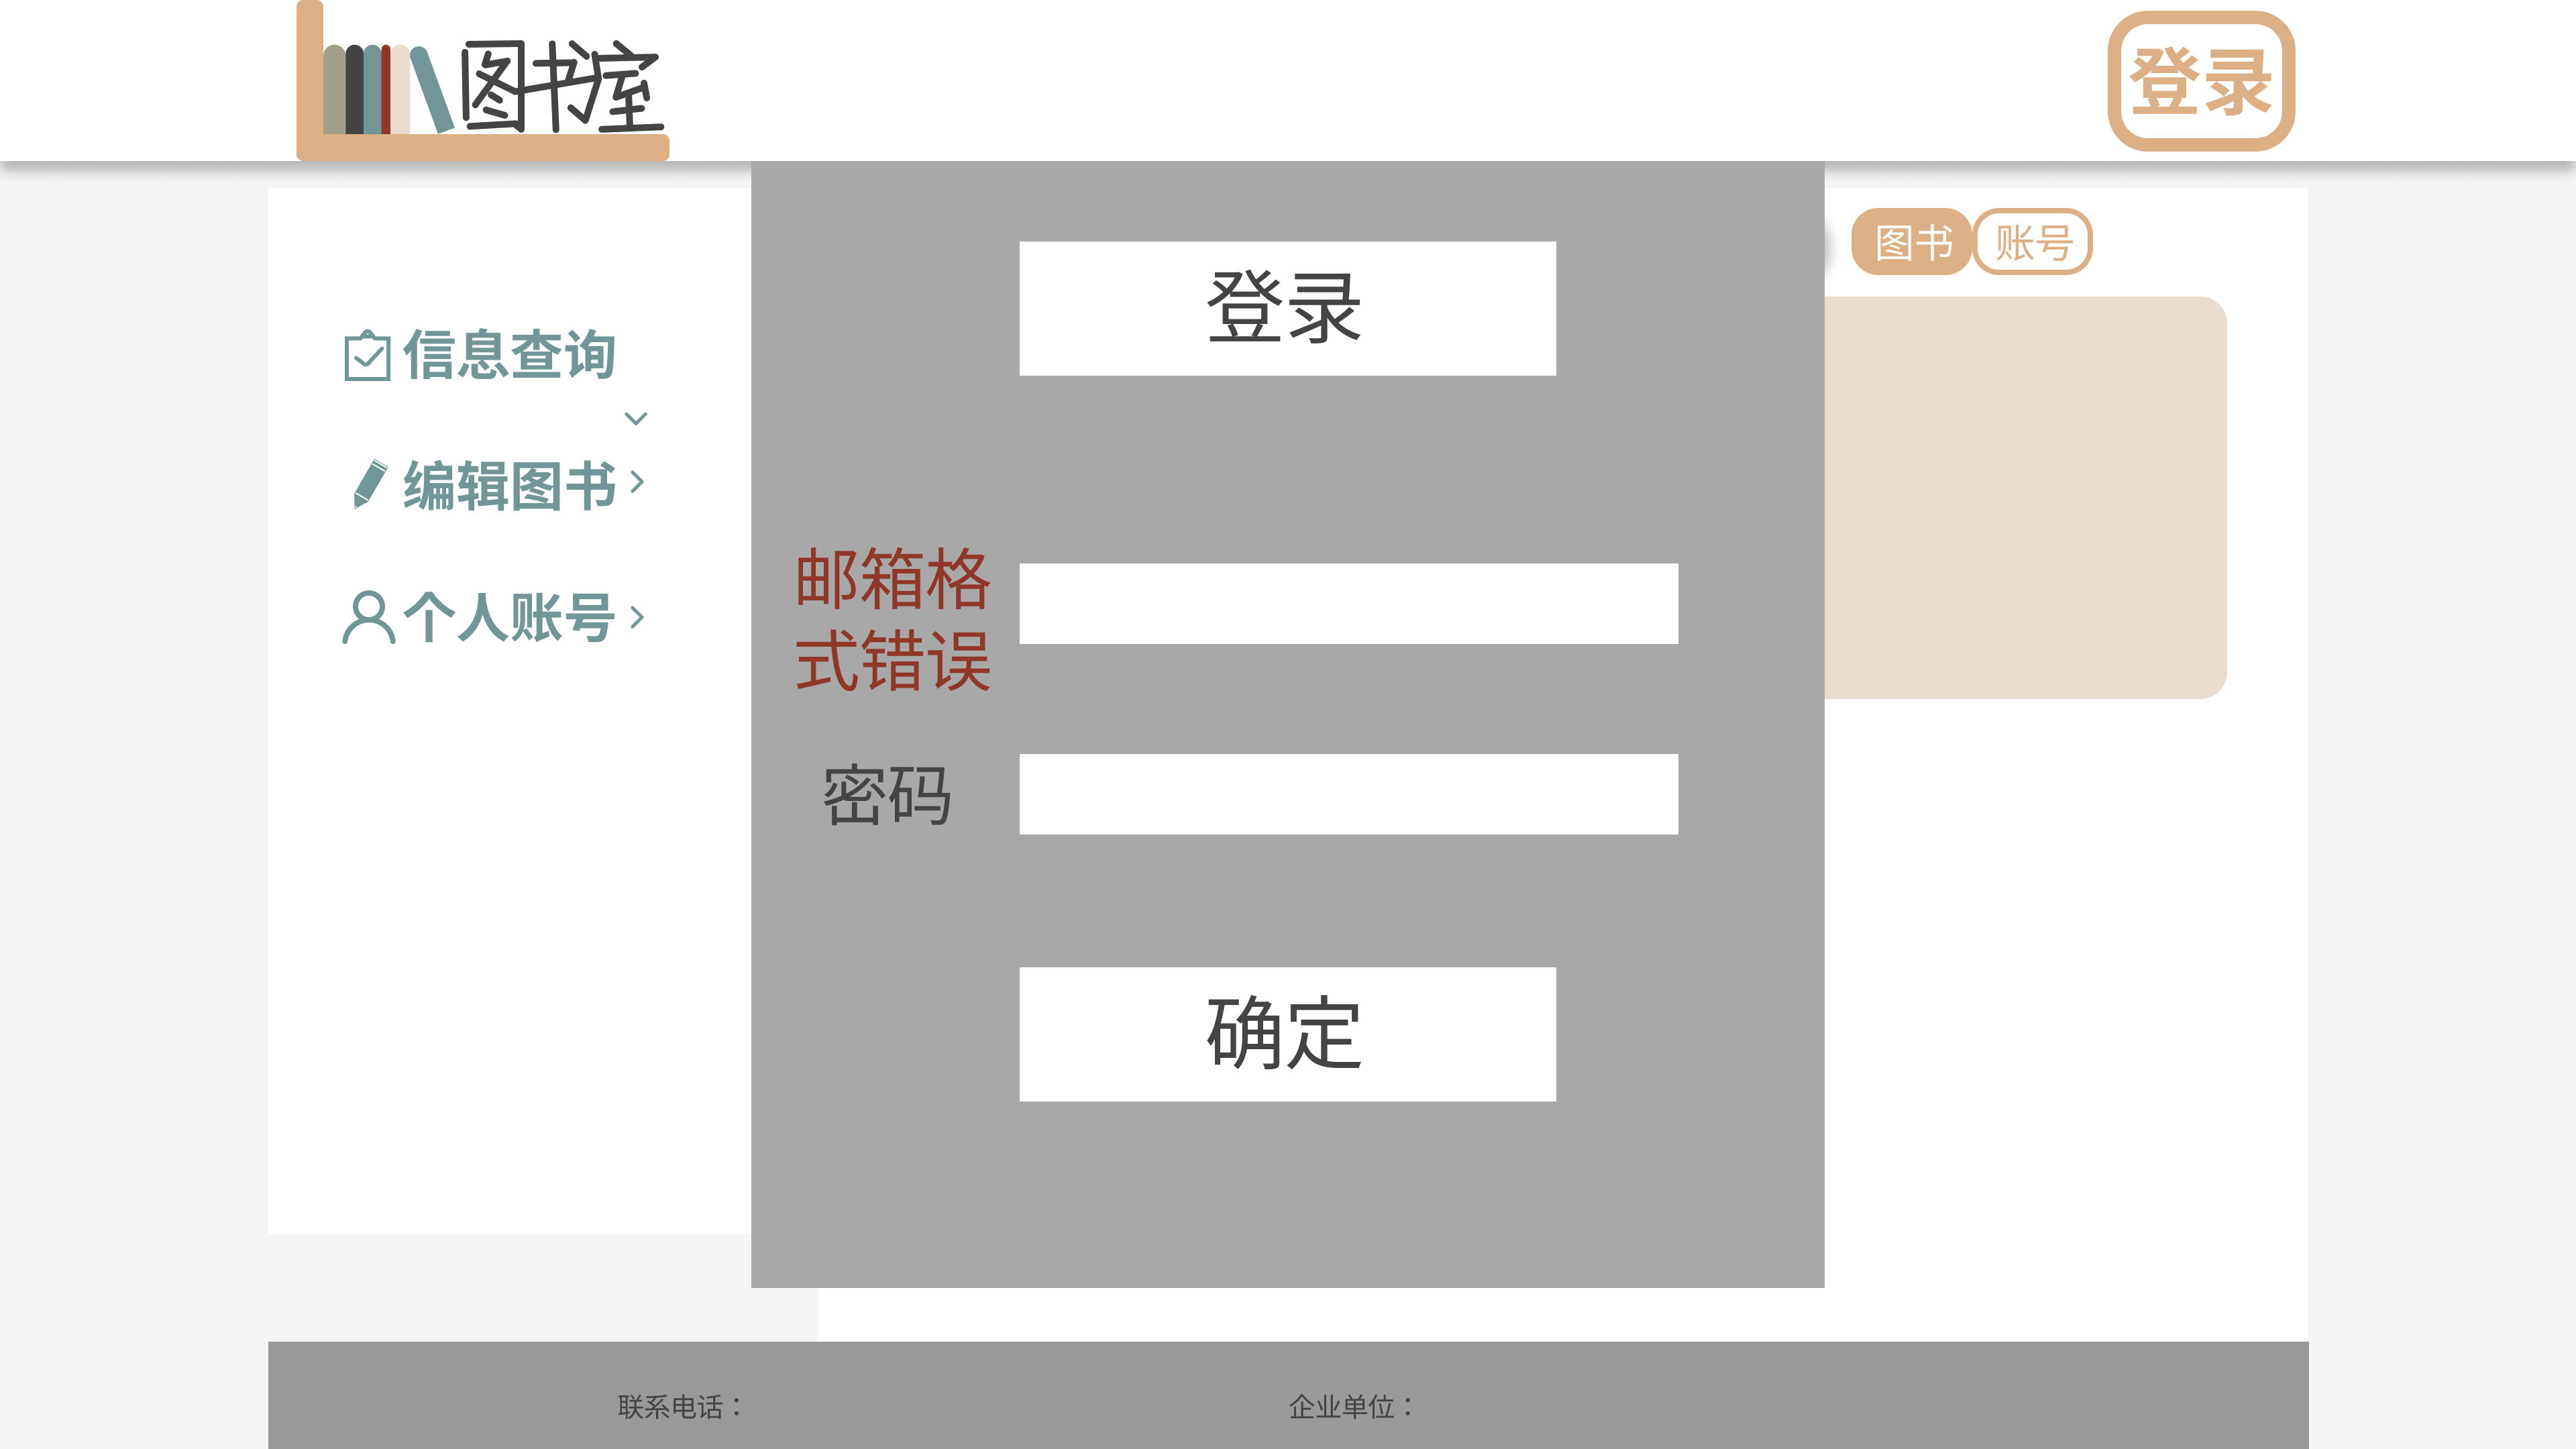 图书室
登录
图书
账号
登录
信息查询
编辑图书
个人账号
邮箱格
式错误
密码
确定
联系电话：
企业单位：